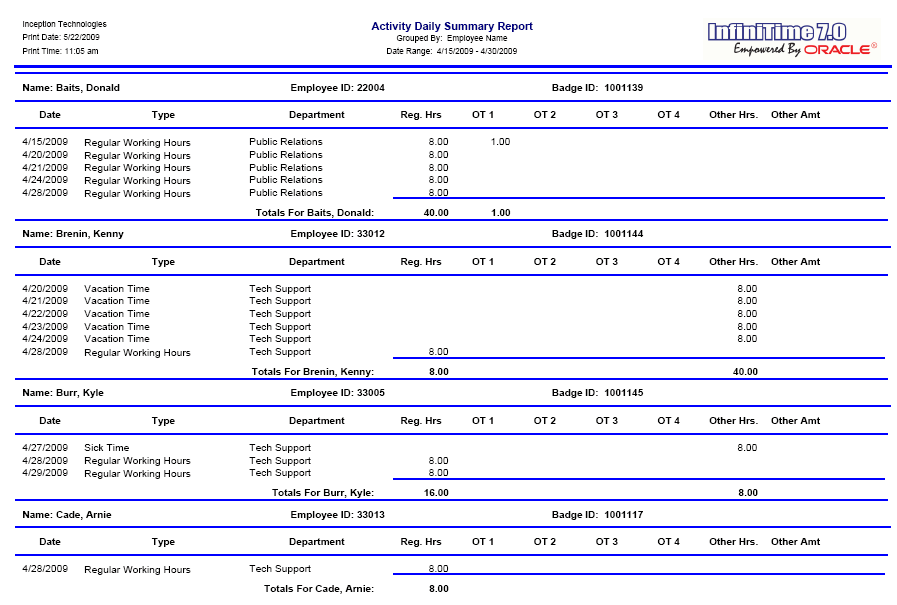 Inception Technologies
Print Date: 5/22/2009
Print Time: 11:05 am
Activity Daily Summary Report
Grouped By: Employee Name
Date Range: 4/15/2009 - 4/30/2009
InfiniTime 7.0
Empowered By ORACLE®
Name: Baits, Donald Employee ID: 22004 Badge ID: 1001139
Date Type Department Reg. Hrs OT 1 OT 2 OT 3 OT 4 Other Hrs. Other Amt
4/15/2009 Regular Working Hours Public Relations 8.00 1.00
4/20/2009 Regular Working Hours Public Relations 8.00
4/21/2009 Regular Working Hours Public Relations 8.00
4/24/2009 Regular Working Hours Public Relations 8.00
4/28/2009 Regular Working Hours Public Relations 8.00
Totals For Baits, Donald: 40.00 1.00
Name: Brenin, Kenny Employee ID: 33012 Badge ID: 1001144
Date Type Department Reg. Hrs OT 1 OT 2 OT 3 OT 4 Other Hrs. Other Amt
4/20/2009 Vacation Time Tech Support 8.00
4/21/2009 Vacation Time Tech Support 8.00
4/22/2009 Vacation Time Tech Support 8.00
4/23/2009 Vacation Time Tech Support 8.00
4/24/2009 Vacation Time Tech Support 8.00
4/28/2009 Regular Working Hours Tech Support 8.00
Totals For Brenin, Kenny: 8.00 40.00
Name: Burr, Kyle Employee ID: 33005 Badge ID: 1001145
Date Type Department Reg. Hrs OT 1 OT 2 OT 3 OT 4 Other Hrs. Other Amt
4/27/2009 Sick Time Tech Support 8.00
4/28/2009 Regular Working Hours Tech Support 8.00
4/29/2009 Regular Working Hours Tech Support 8.00
Totals For Burr, Kyle: 16.00 8.00
Name: Cade, Arnie Employee ID: 33013 Badge ID: 1001117
Date Type Department Reg. Hrs OT 1 OT 2 OT 3 OT 4 Other Hrs. Other Amt
4/28/2009 Regular Working Hours Tech Support 8.00
Totals For Cade, Arnie: 8.00